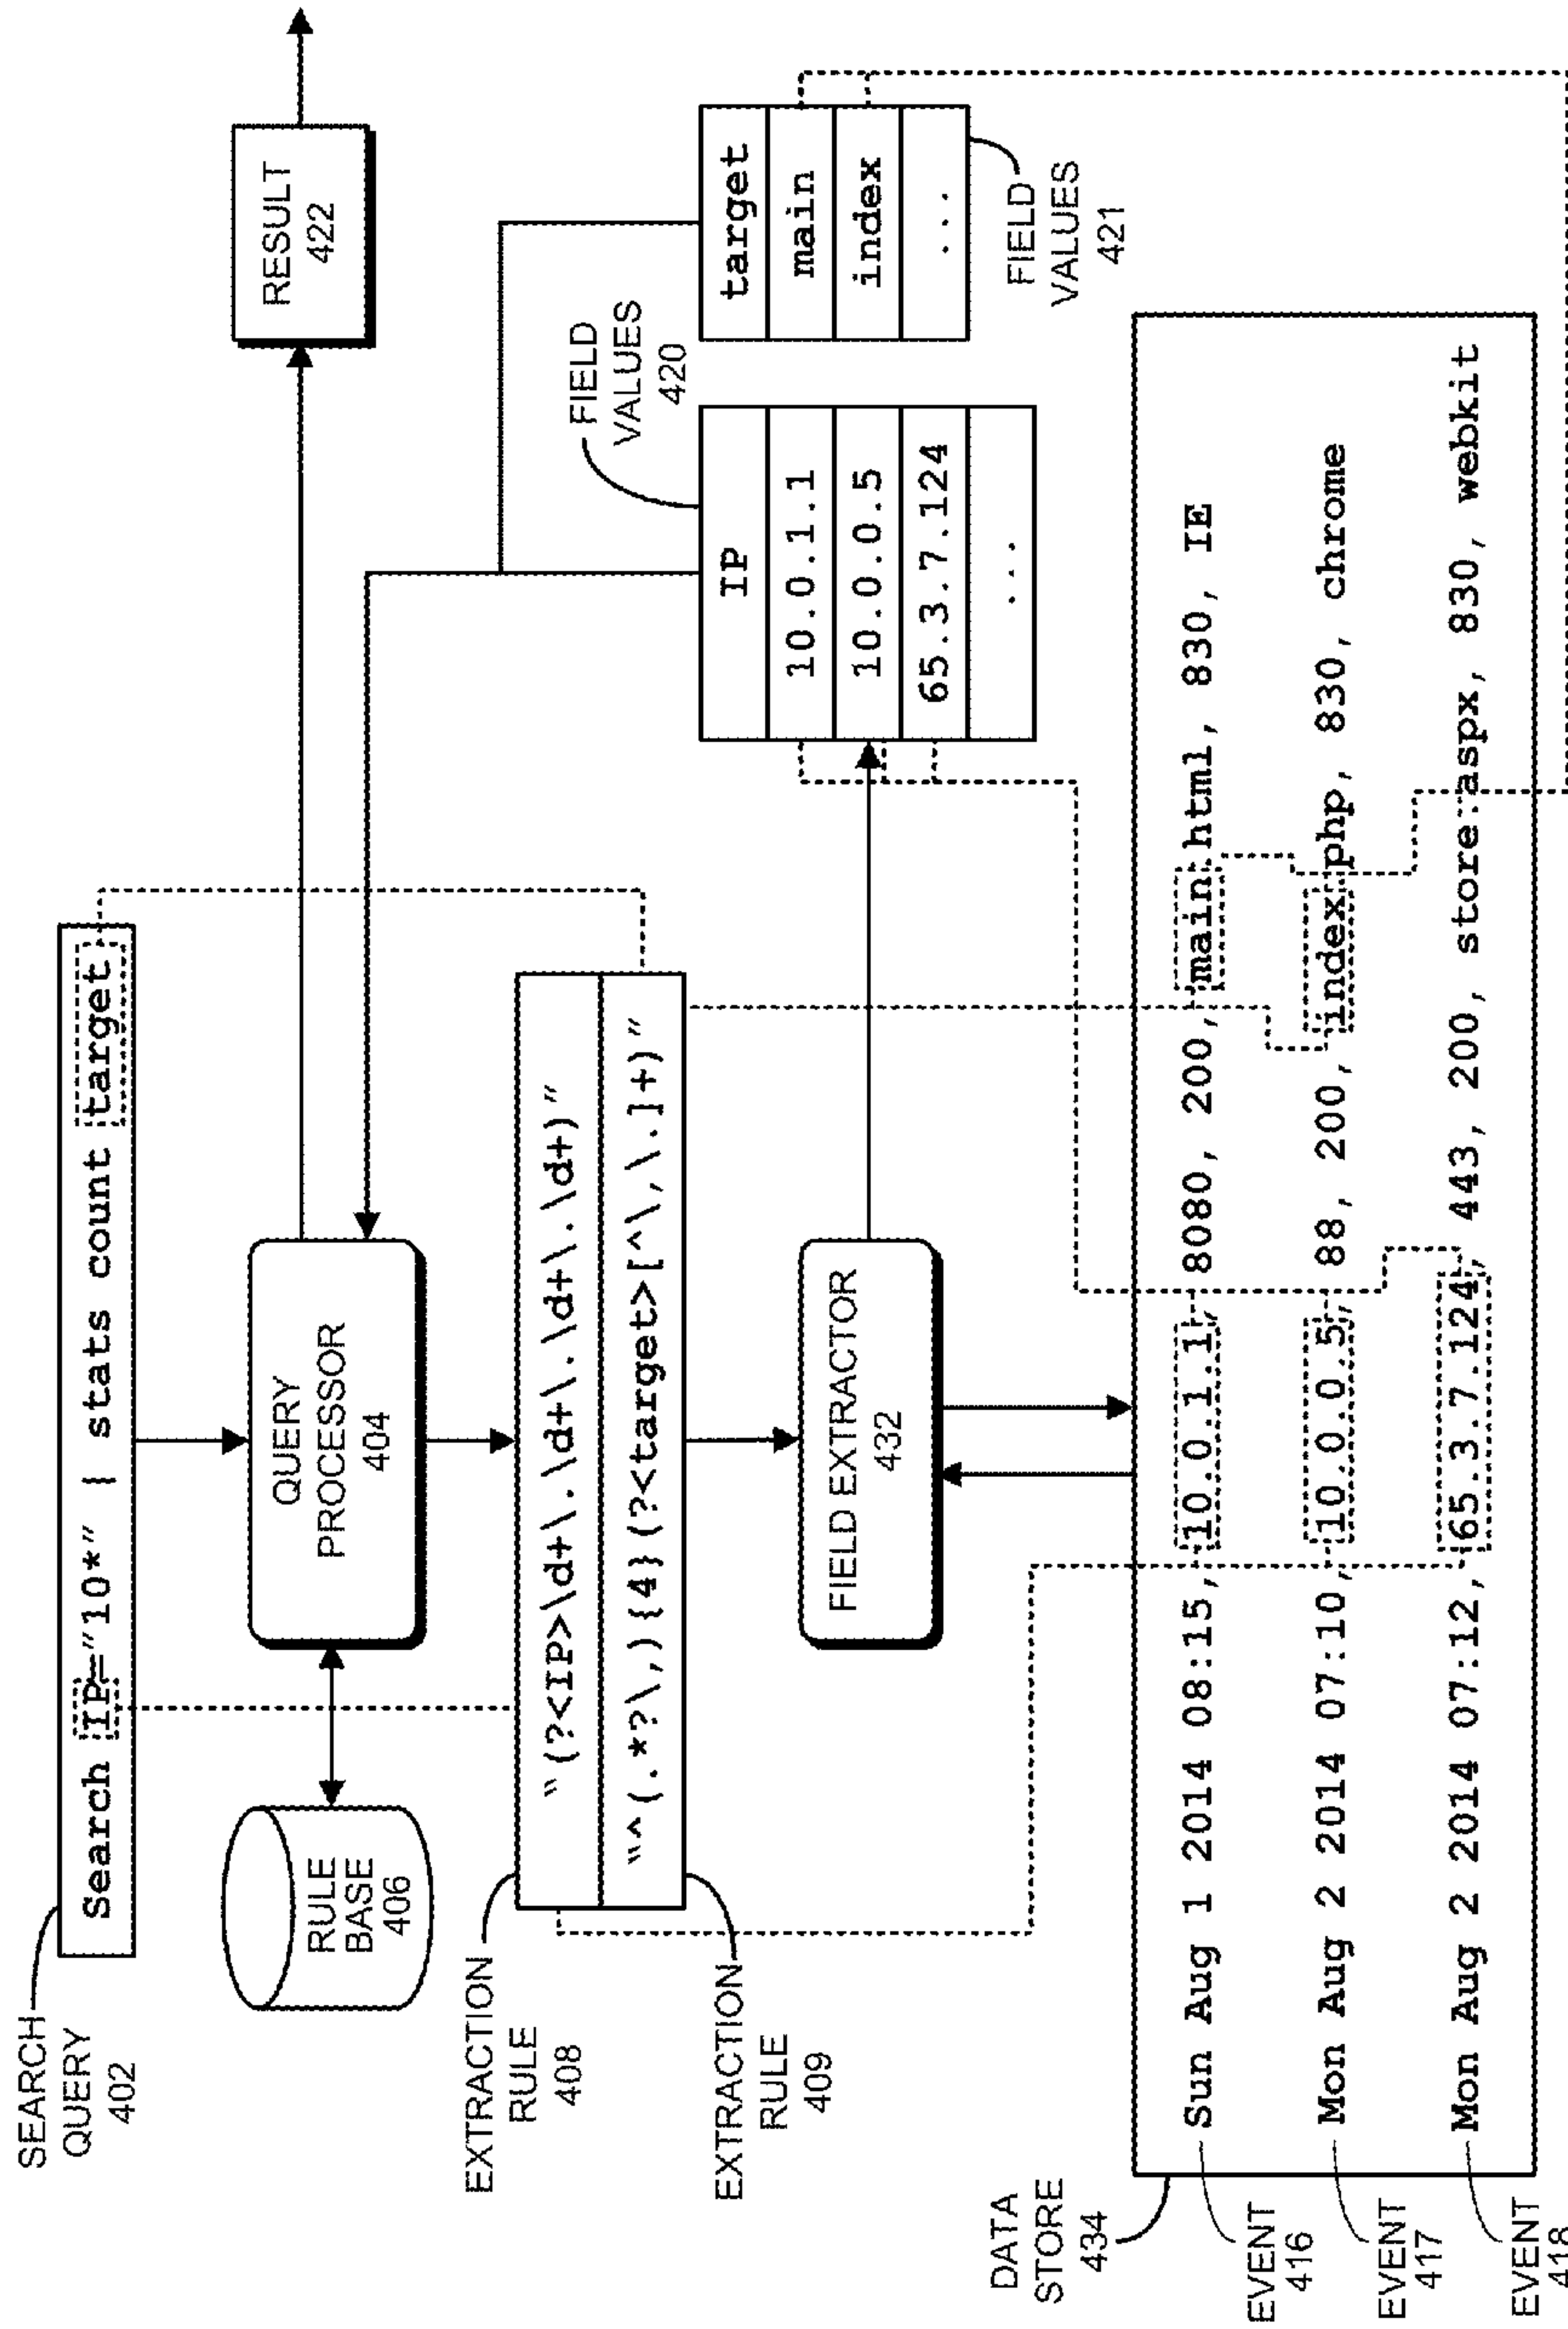 SEARCH
QUERY
402
Search IP="10*" | stats count target
RULE
BASE
406
QUERY
PROCESSOR
404
RESULT
422
EXTRACTION
RULE
408
"(?<IP>\d+\.\d+\.\d+\.\d+)"
EXTRACTION
RULE
409
"^(.*?\,){4}(?<target>[^\,\.]+)"
FIELD
VALUES
420
FIELD EXTRACTOR
432
IP
10.0.1.1
10.0.0.5
65.3.7.124
...
target
main
index
...
FIELD
VALUES
421
DATA
STORE
434
EVENT
416
Sun Aug 1 2014 08:15, 10.0.1.1, 8080, 200, main.html, 830, IE
EVENT
417
Mon Aug 2 2014 07:10, 10.0.0.5, 88, 200, index.php, 830, chrome
EVENT
418
Mon Aug 2 2014 07:12, 65.3.7.124, 443, 200, store.aspx, 830, webkit